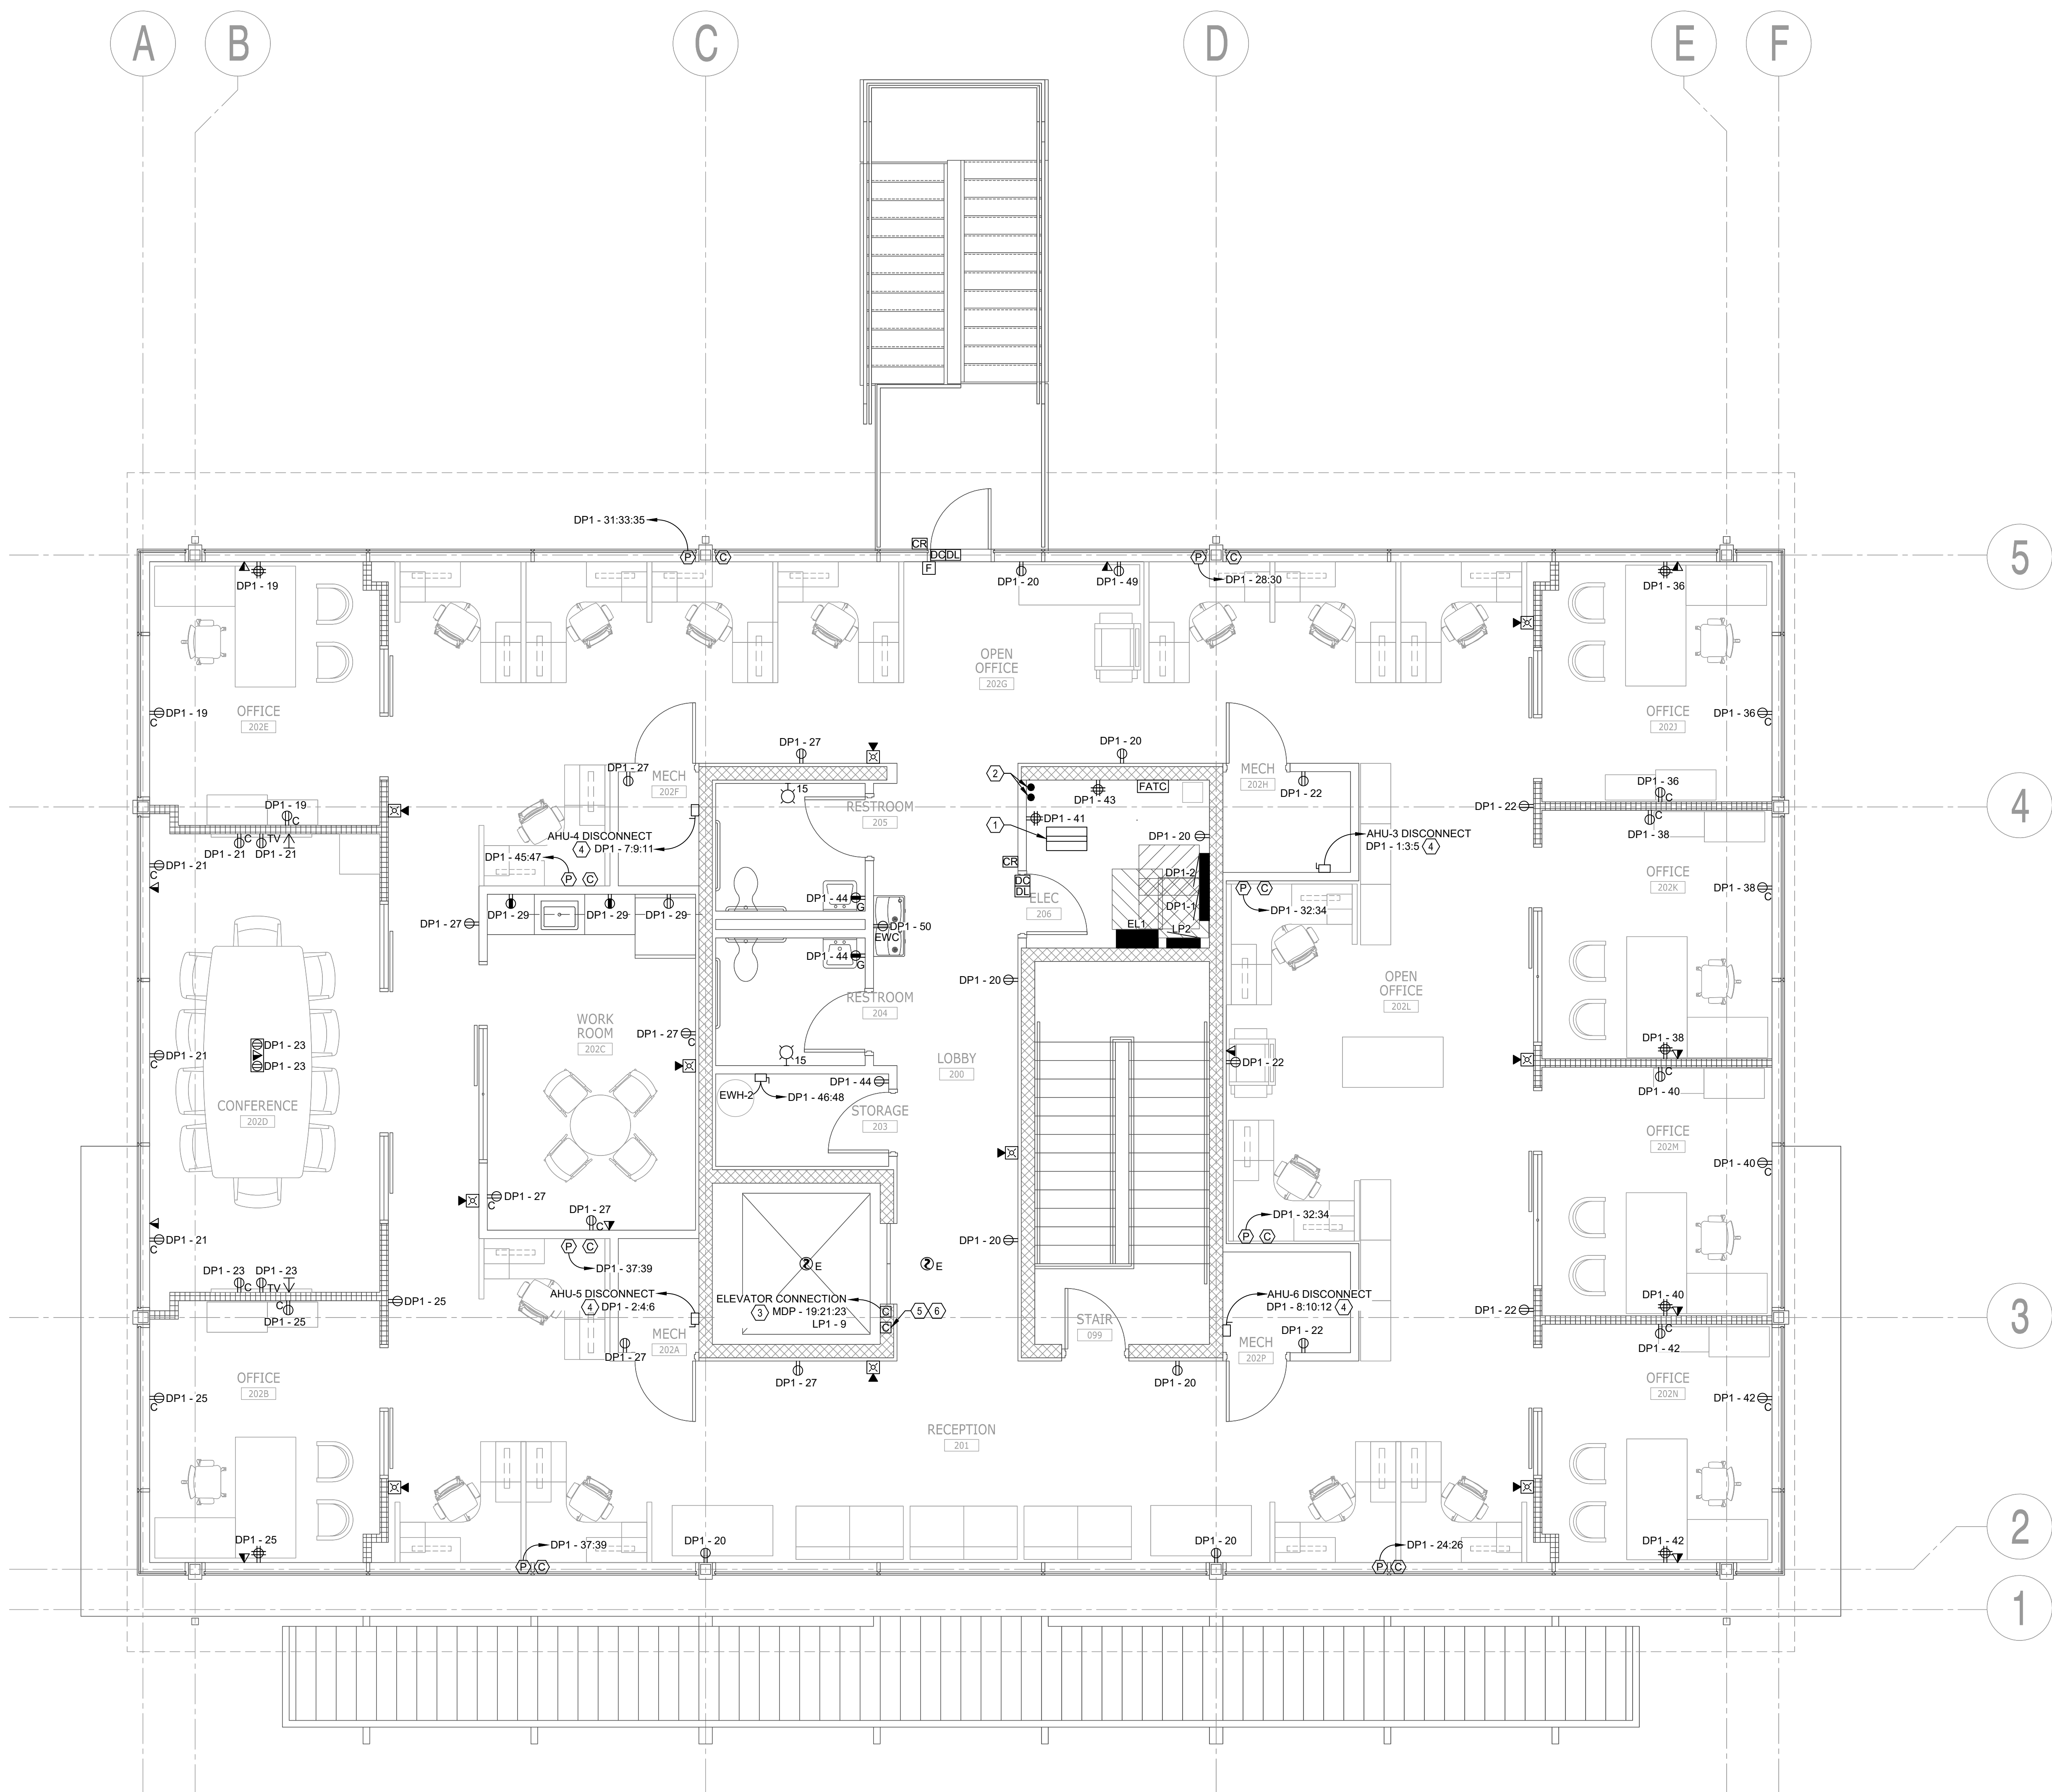 A
B
C
D
E
F
DP1 - 31:33:35
P
C
CR
DC
DL
F
P
C
5
DP1 - 19
DP1 - 20
DP1 - 49
DP1 - 28:30
DP1 - 36
OPEN
OFFICE
202G
OFFICE
202E
DP1 - 19
C
OFFICE
202J
DP1 - 36
C
DP1 - 27
DP1 - 20
DP1 - 27
MECH
202F
2
DP1 - 43
FATC
MECH
202H
DP1 - 22
DP1 - 36
C
DP1 - 19
C
15
RESTROOM
205
DP1 - 22
4
C
DP1 - 38
1
DP1 - 41
DP1 - 20
AHU-4 DISCONNECT
4
DP1 - 7:9:11
AHU-3 DISCONNECT
DP1 - 1:3:5
4
C
TV
DP1 - 21
DP1 - 21
DP1 - 21
C
DP1 - 45:47
P
C
CR
DC
DL
DP1-2
P
C
OFFICE
202K
DP1 - 38
C
DP1 - 29
DP1 - 29
DP1 - 29
DP1 - 44
G
ELEC
206
DP1-1
DP1 - 32:34
DP1 - 27
DP1 - 50
EWC
EL1
LP2
DP1 - 44
G
DP1 - 20
OPEN
OFFICE
202L
RESTROOM
204
WORK
ROOM
202C
DP1 - 27
C
DP1 - 23
DP1 - 23
DP1 - 21
C
15
LOBBY
200
DP1 - 22
DP1 - 38
C
DP1 - 40
CONFERENCE
202D
EWH-2
DP1 - 46:48
DP1 - 44
STORAGE
203
OFFICE
202M
DP1 - 40
C
DP1 - 27
C
DP1 - 27
C
DP1 - 21
C
P
C
DP1 - 20
DP1 - 32:34
P
C
DP1 - 37:39
E
E
DP1 - 23
DP1 - 23
C
TV
C
DP1 - 25
DP1 - 25
AHU-5 DISCONNECT
4
DP1 - 2:4:6
ELEVATOR CONNECTION
3
MDP - 19:21:23
LP1 - 9
C
C
5
6
AHU-6 DISCONNECT
DP1 - 8:10:12
4
DP1 - 22
DP1 - 40
C
DP1 - 42
3
STAIR
099
MECH
202A
DP1 - 27
MECH
202P
DP1 - 22
DP1 - 27
DP1 - 20
OFFICE
202B
DP1 - 25
C
OFFICE
202N
DP1 - 42
C
RECEPTION
201
DP1 - 25
DP1 - 37:39
P
C
DP1 - 20
DP1 - 20
DP1 - 24:26
P
C
DP1 - 42
2
1